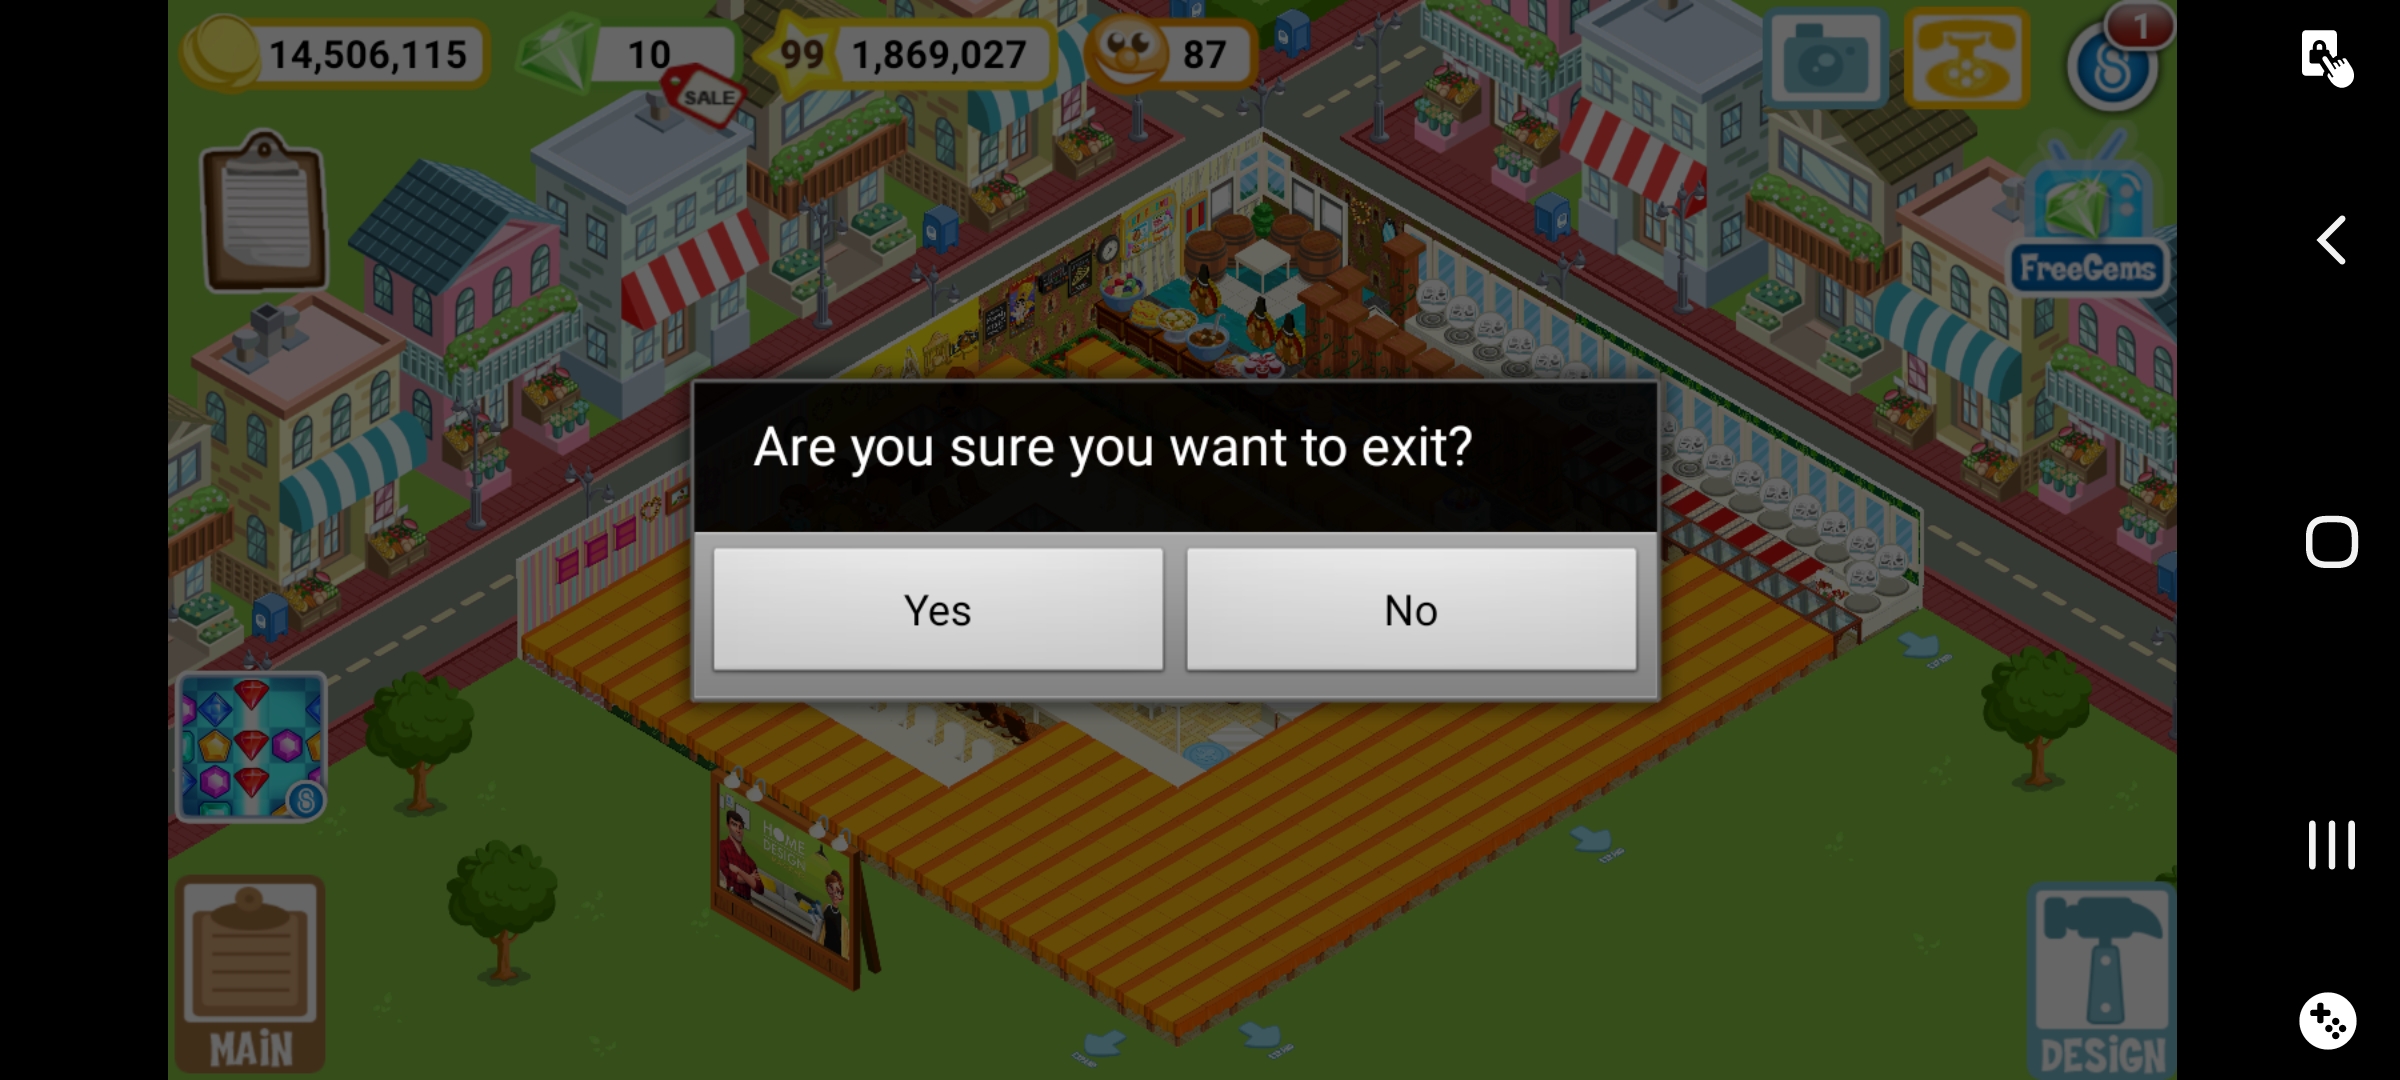 14,506,115
10
SALE
99
1,869,027
87
1
FreeGems
Are you sure you want to exit?
Yes
No
HOME
DESIGN
MAiN
DESiGN